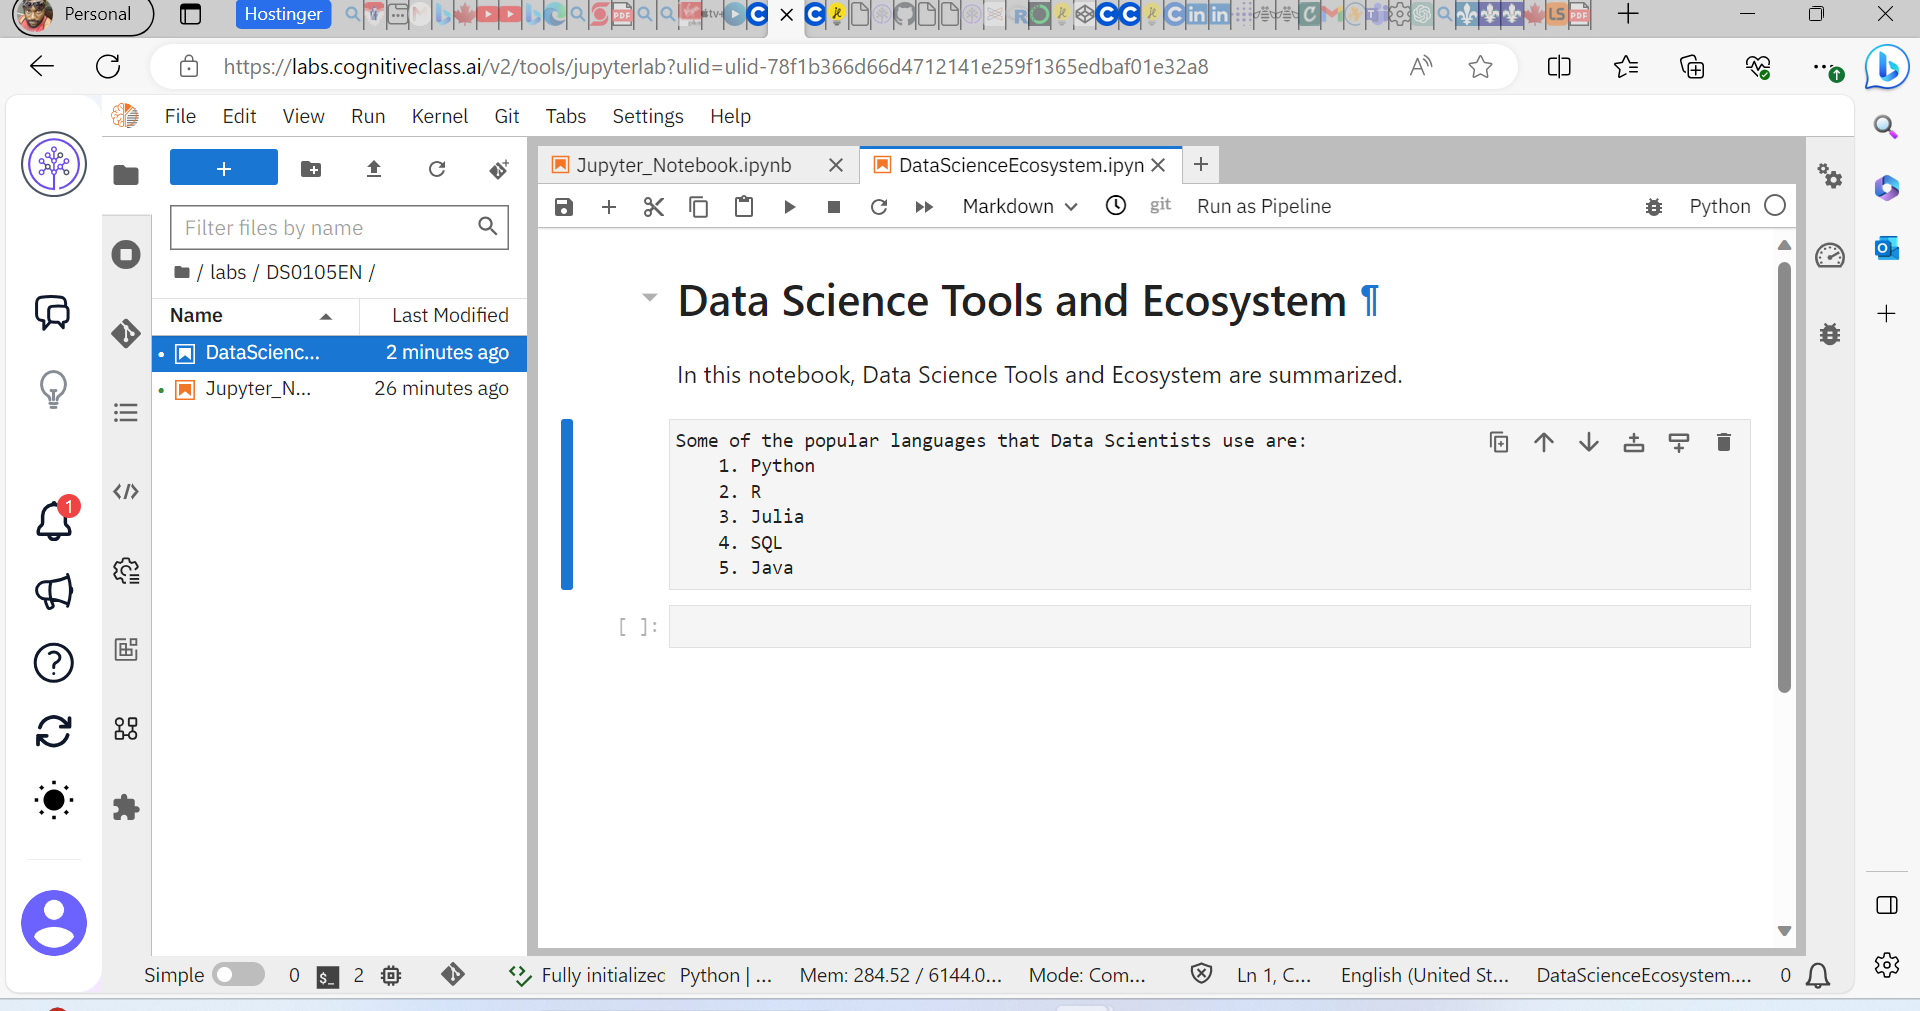 Personal
Hostinger
https://labs.cognitiveclass.ai/v2/tools/jupyterlab?ulid=ulid-78f1b366d66d4712141e259f1365edbaf01e32a8
File Edit View Run Kernel Git Tabs Settings Help
Jupyter_Notebook.ipynb
DataScienceEcosystem.ipyn
Markdown
git
Run as Pipeline
Python
Filter files by name
/ labs / DS0105EN /
Name Last Modified
DataScienc... 2 minutes ago
Jupyter_N... 26 minutes ago
Data Science Tools and Ecosystem ¶
In this notebook, Data Science Tools and Ecosystem are summarized.
Some of the popular languages that Data Scientists use are:
1. Python
2. R
3. Julia
4. SQL
5. Java
[ ]:
1
Simple 0 $_ 2 Fully initialized Python | ... Mem: 284.52 / 6144.0... Mode: Com... Ln 1, C... English (United St... DataScienceEcosystem.... 0